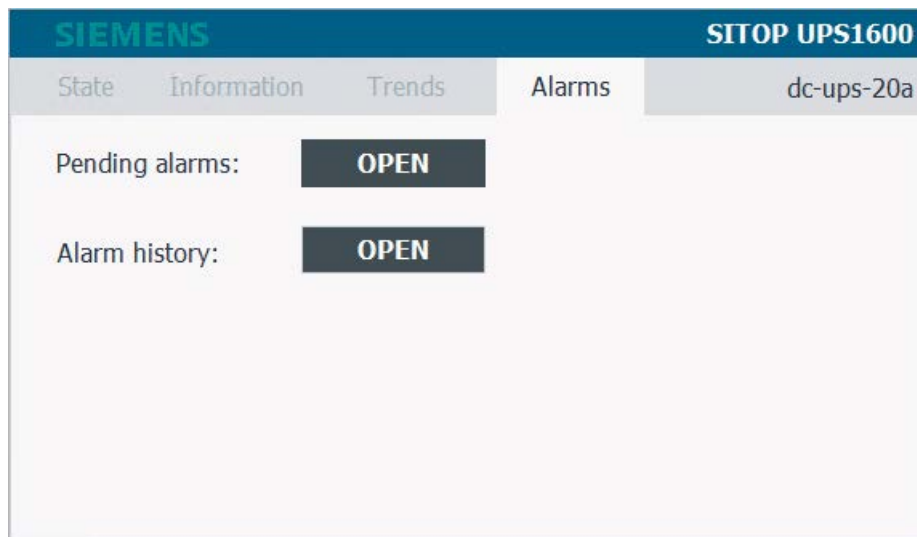 SIEMENS SITOP UPS1600
State Information Trends Alarms dc-ups-20a
Pending alarms: OPEN
Alarm history: OPEN